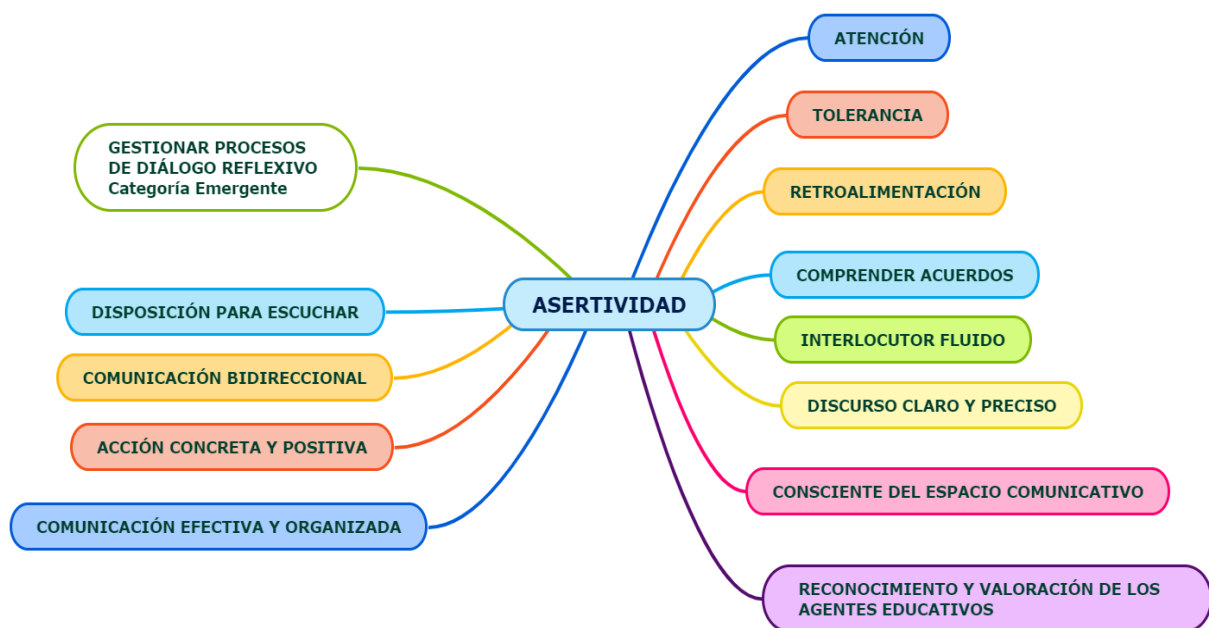 ATENCIÓN
TOLERANCIA
GESTIONAR PROCESOS
DE DIÁLOGO REFLEXIVO
Categoría Emergente
RETROALIMENTACIÓN
COMPRENDER ACUERDOS
ASERTIVIDAD
DISPOSICIÓN PARA ESCUCHAR
INTERLOCUTOR FLUIDO
COMUNICACIÓN BIDIRECCIONAL
DISCURSO CLARO Y PRECISO
ACCIÓN CONCRETA Y POSITIVA
CONSCIENTE DEL ESPACIO COMUNICATIVO
COMUNICACIÓN EFECTIVA Y ORGANIZADA
RECONOCIMIENTO Y VALORACIÓN DE LOS
AGENTES EDUCATIVOS